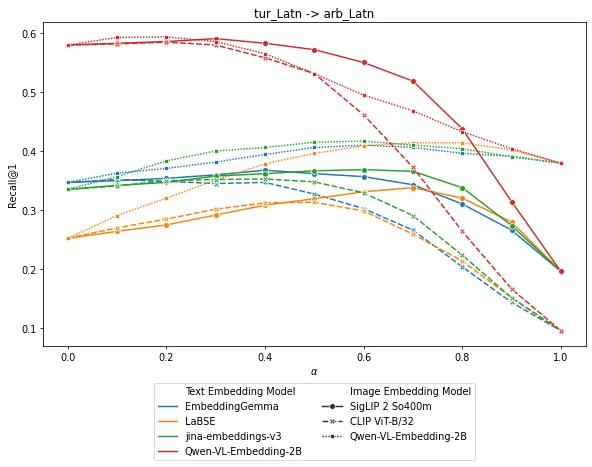 tur_Latn -> arb_Latn
Recall@1
0.6
0.5
0.4
0.3
0.2
0.1
0.0 0.2 0.4 0.6 0.8 1.0
α
Text Embedding Model Image Embedding Model
EmbeddingGemma SigLIP 2 So400m
LaBSE CLIP ViT-B/32
jina-embeddings-v3 Qwen-VL-Embedding-2B
Qwen-VL-Embedding-2B